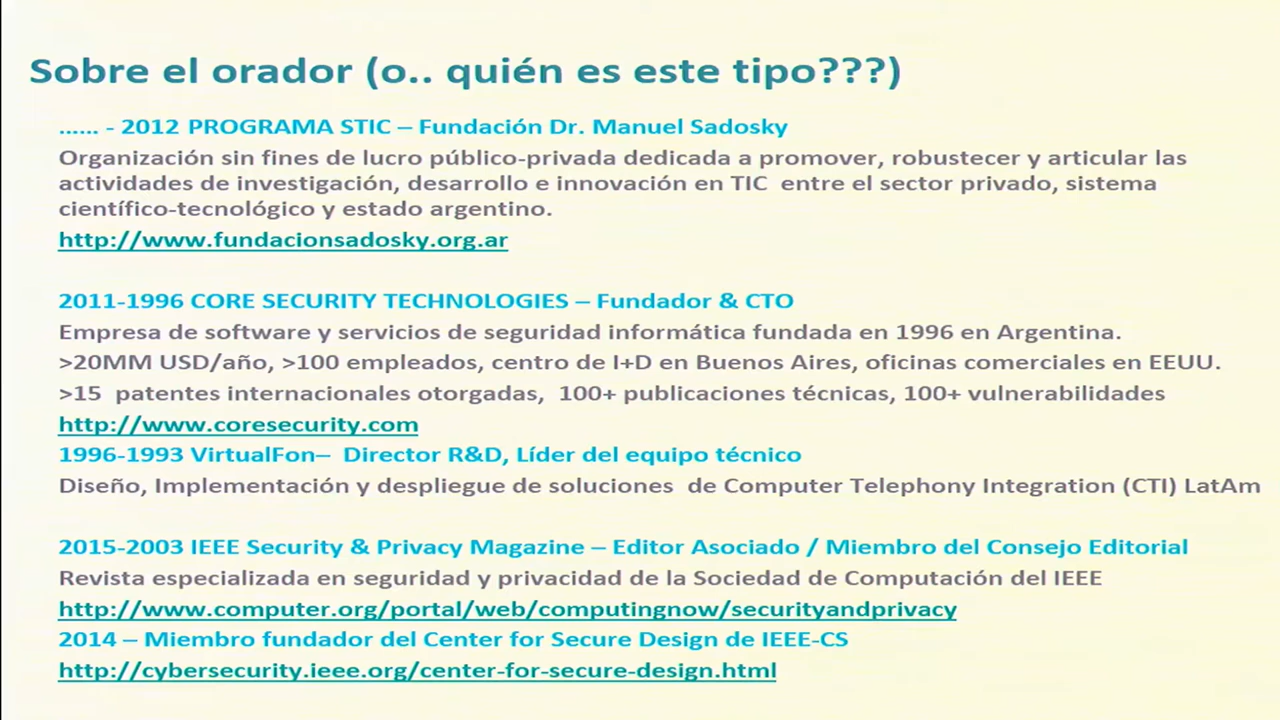 Sobre el orador (o.. quién es este tipo???)
...... - 2012 PROGRAMA STIC – Fundación Dr. Manuel Sadosky
Organización sin fines de lucro público-privada dedicada a promover, robustecer y articular las
actividades de investigación, desarrollo e innovación en TIC entre el sector privado, sistema
científico-tecnológico y estado argentino.
http://www.fundacionsadosky.org.ar
2011-1996 CORE SECURITY TECHNOLOGIES – Fundador & CTO
Empresa de software y servicios de seguridad informática fundada en 1996 en Argentina.
>20MM USD/año, >100 empleados, centro de I+D en Buenos Aires, oficinas comerciales en EEUU.
>15 patentes internacionales otorgadas, 100+ publicaciones técnicas, 100+ vulnerabilidades
http://www.coresecurity.com
1996-1993 VirtualFon– Director R&D, Líder del equipo técnico
Diseño, Implementación y despliegue de soluciones de Computer Telephony Integration (CTI) LatAm
2015-2003 IEEE Security & Privacy Magazine – Editor Asociado / Miembro del Consejo Editorial
Revista especializada en seguridad y privacidad de la Sociedad de Computación del IEEE
http://www.computer.org/portal/web/computingnow/securityandprivacy
2014 – Miembro fundador del Center for Secure Design de IEEE-CS
http://cybersecurity.ieee.org/center-for-secure-design.html